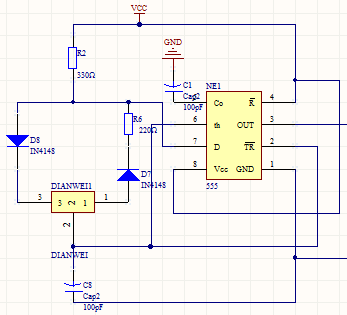 VCC
GND
R2
330Ω
C1
Cap2
100pF
NE1
Co
R
4
6
th
OUT
3
7
D
TR
2
8
Vcc
GND
1
555
R6
220Ω
D8
IN4148
D7
IN4148
DIANWEI1
3
3 2 1
1
2
DIANWEI
C8
Cap2
100pF